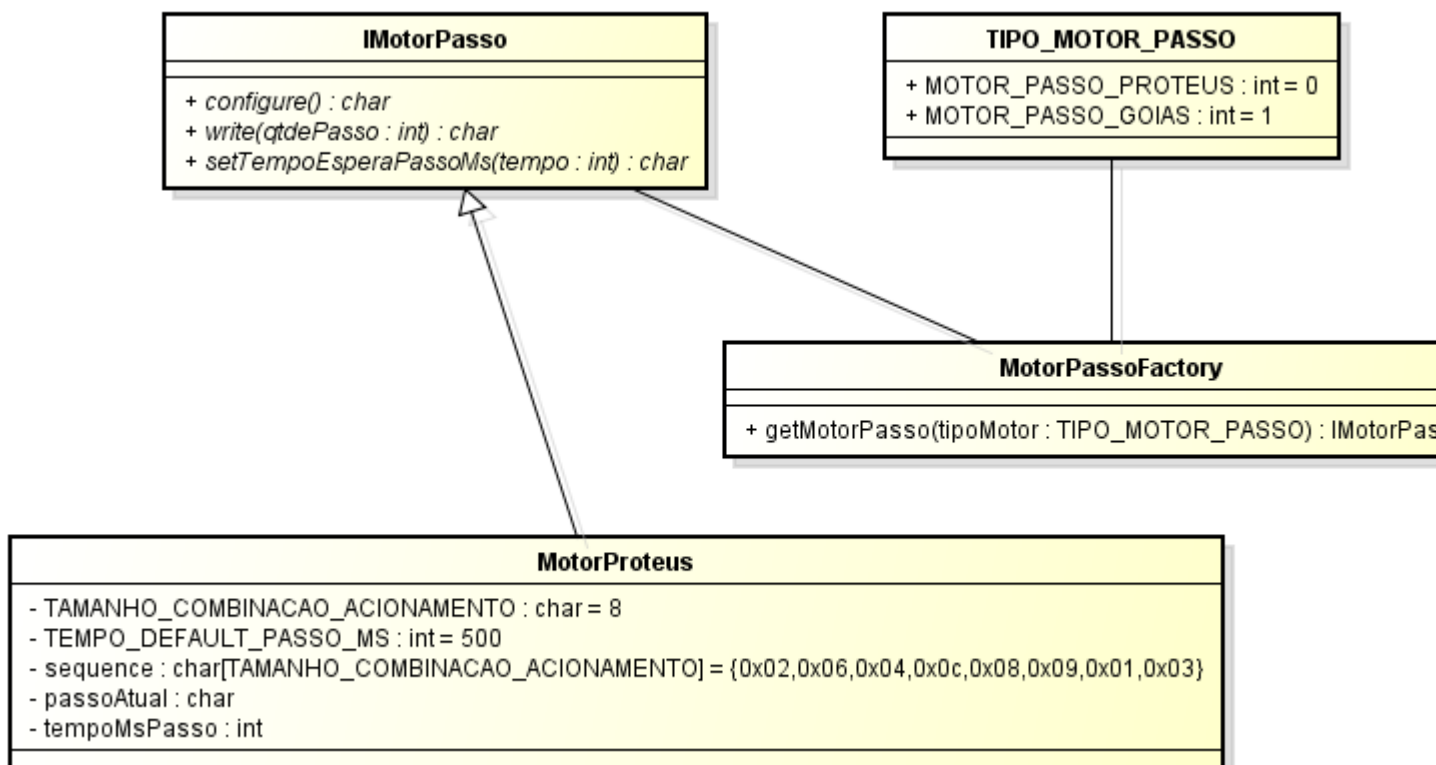 IMotorPasso
+ configure() : char
+ write(qtdePasso : int) : char
+ setTempoEsperaPassoMs(tempo : int) : char
TIPO_MOTOR_PASSO
+ MOTOR_PASSO_PROTEUS : int = 0
+ MOTOR_PASSO_GOIAS : int = 1
MotorPassoFactory
+ getMotorPasso(tipoMotor : TIPO_MOTOR_PASSO) : IMotorPas
MotorProteus
- TAMANHO_COMBINACAO_ACIONAMENTO : char = 8
- TEMPO_DEFAULT_PASSO_MS : int = 500
- sequence : char[TAMANHO_COMBINACAO_ACIONAMENTO] = {0x02,0x06,0x04,0x0c,0x08,0x09,0x01,0x03}
- passoAtual : char
- tempoMsPasso : int